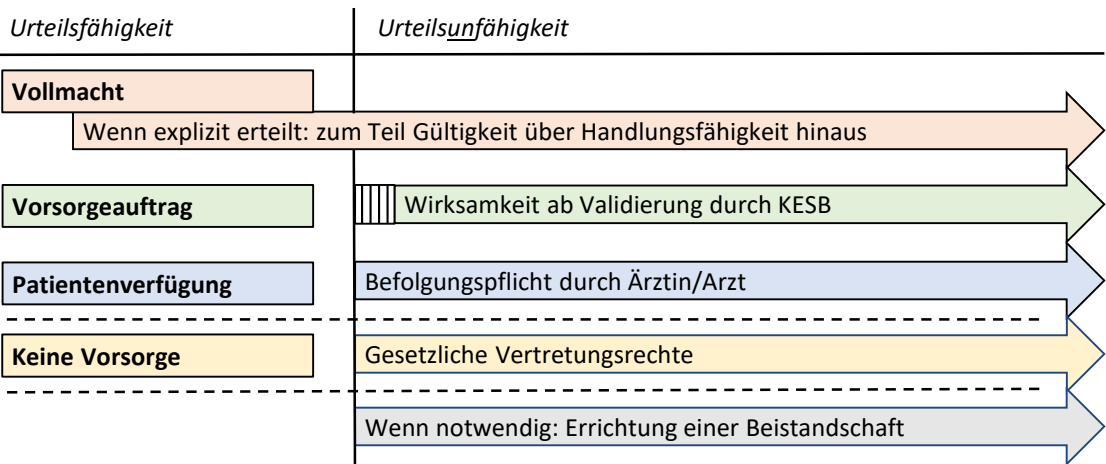 Urteilsfähigkeit
Urteilsunfähigkeit
Vollmacht
Wenn explizit erteilt: zum Teil Gültigkeit über Handlungsfähigkeit hinaus
Vorsorgeauftrag
Wirksamkeit ab Validierung durch KESB
Patientenverfügung
Befolgungspflicht durch Ärztin/Arzt
Keine Vorsorge
Gesetzliche Vertretungsrechte
Wenn notwendig: Errichtung einer Beistandschaft